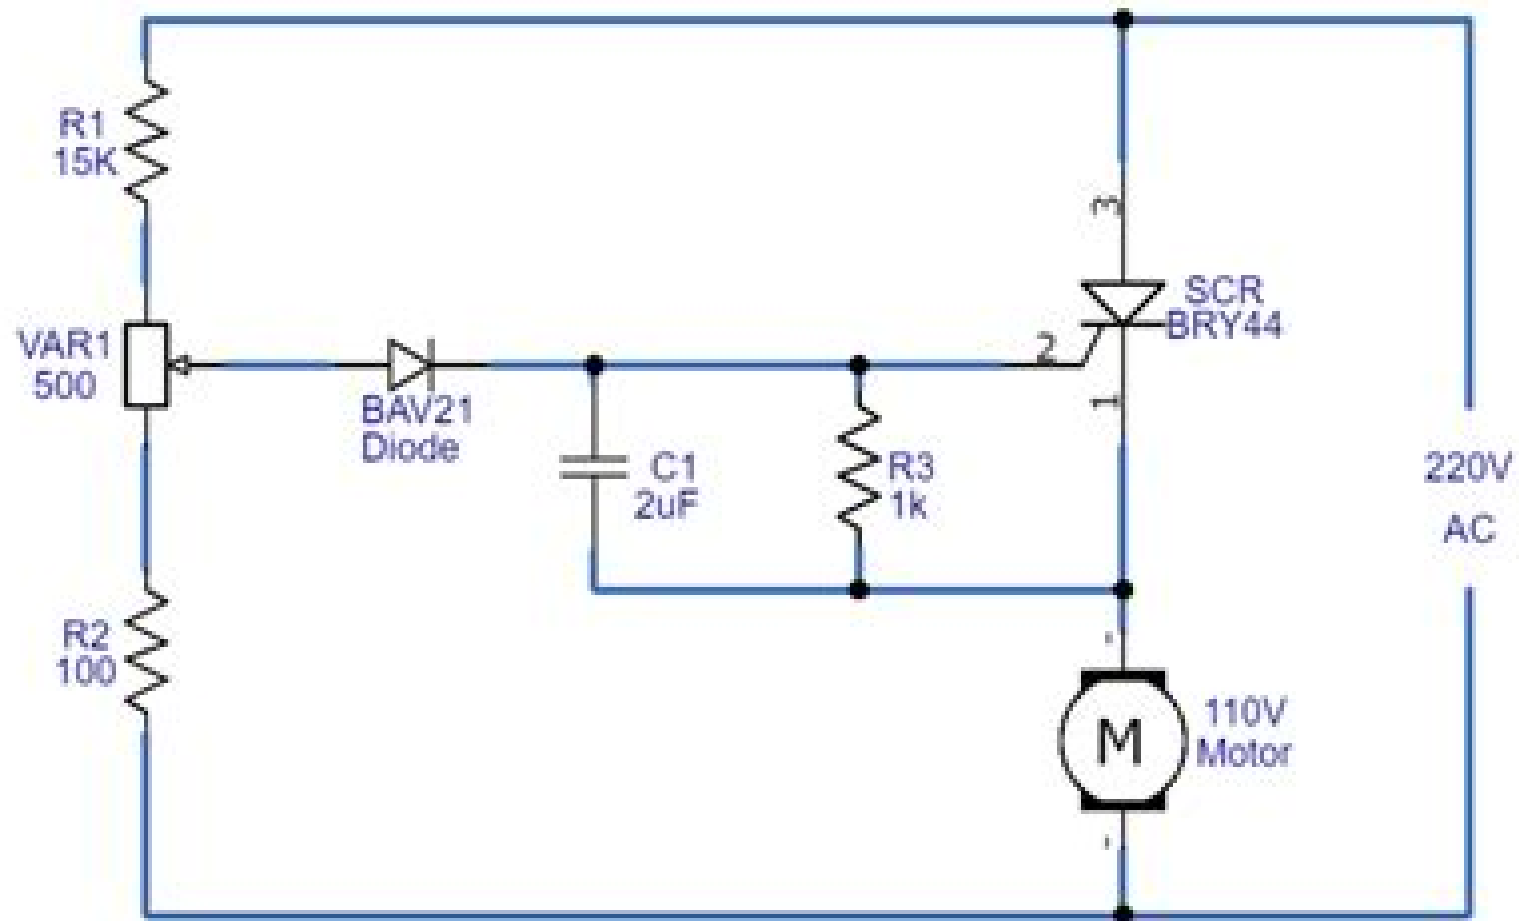 R1
15K
VAR1
500
BAV21
Diode
C1
2uF
R3
1k
R2
100
3
2
1
SCR
BRY44
220V
AC
M
110V
Motor